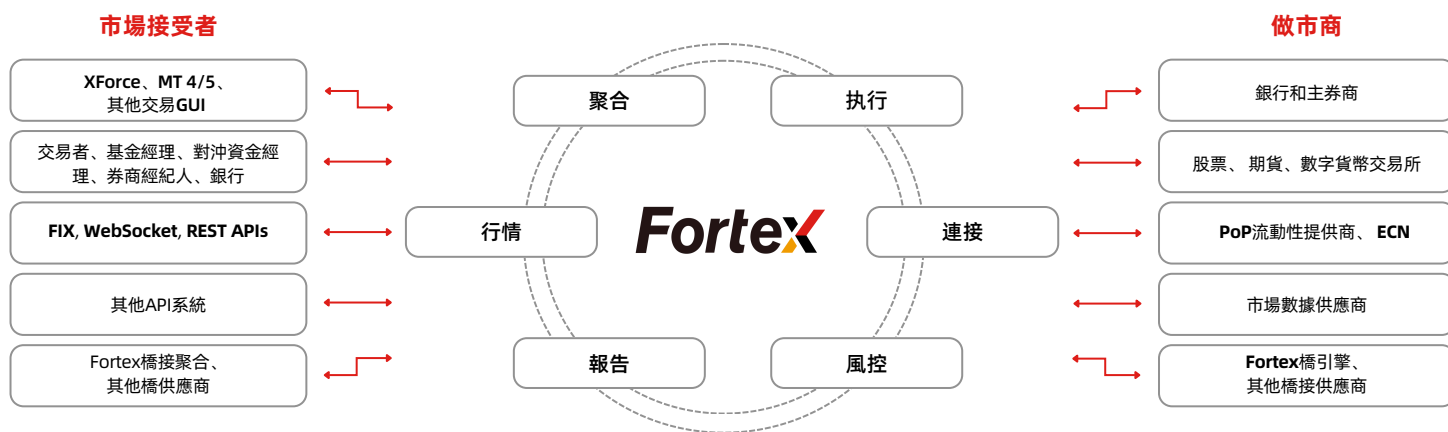 市場接受者
XForce、MT 4/5、
其他交易GUI
交易者、基金經理、對沖資金經
理、券商經紀人、銀行
FIX, WebSocket, REST APIs
其他API系統
Fortex橋接聚合、
其他橋供應商
聚合
执行
行情
Fortex
連接
報告
風控
做市商
銀行和主券商
股票、 期貨、數字貨幣交易所
PoP流動性提供商、 ECN
市場數據供應商
Fortex橋引擎、
其他橋接供應商